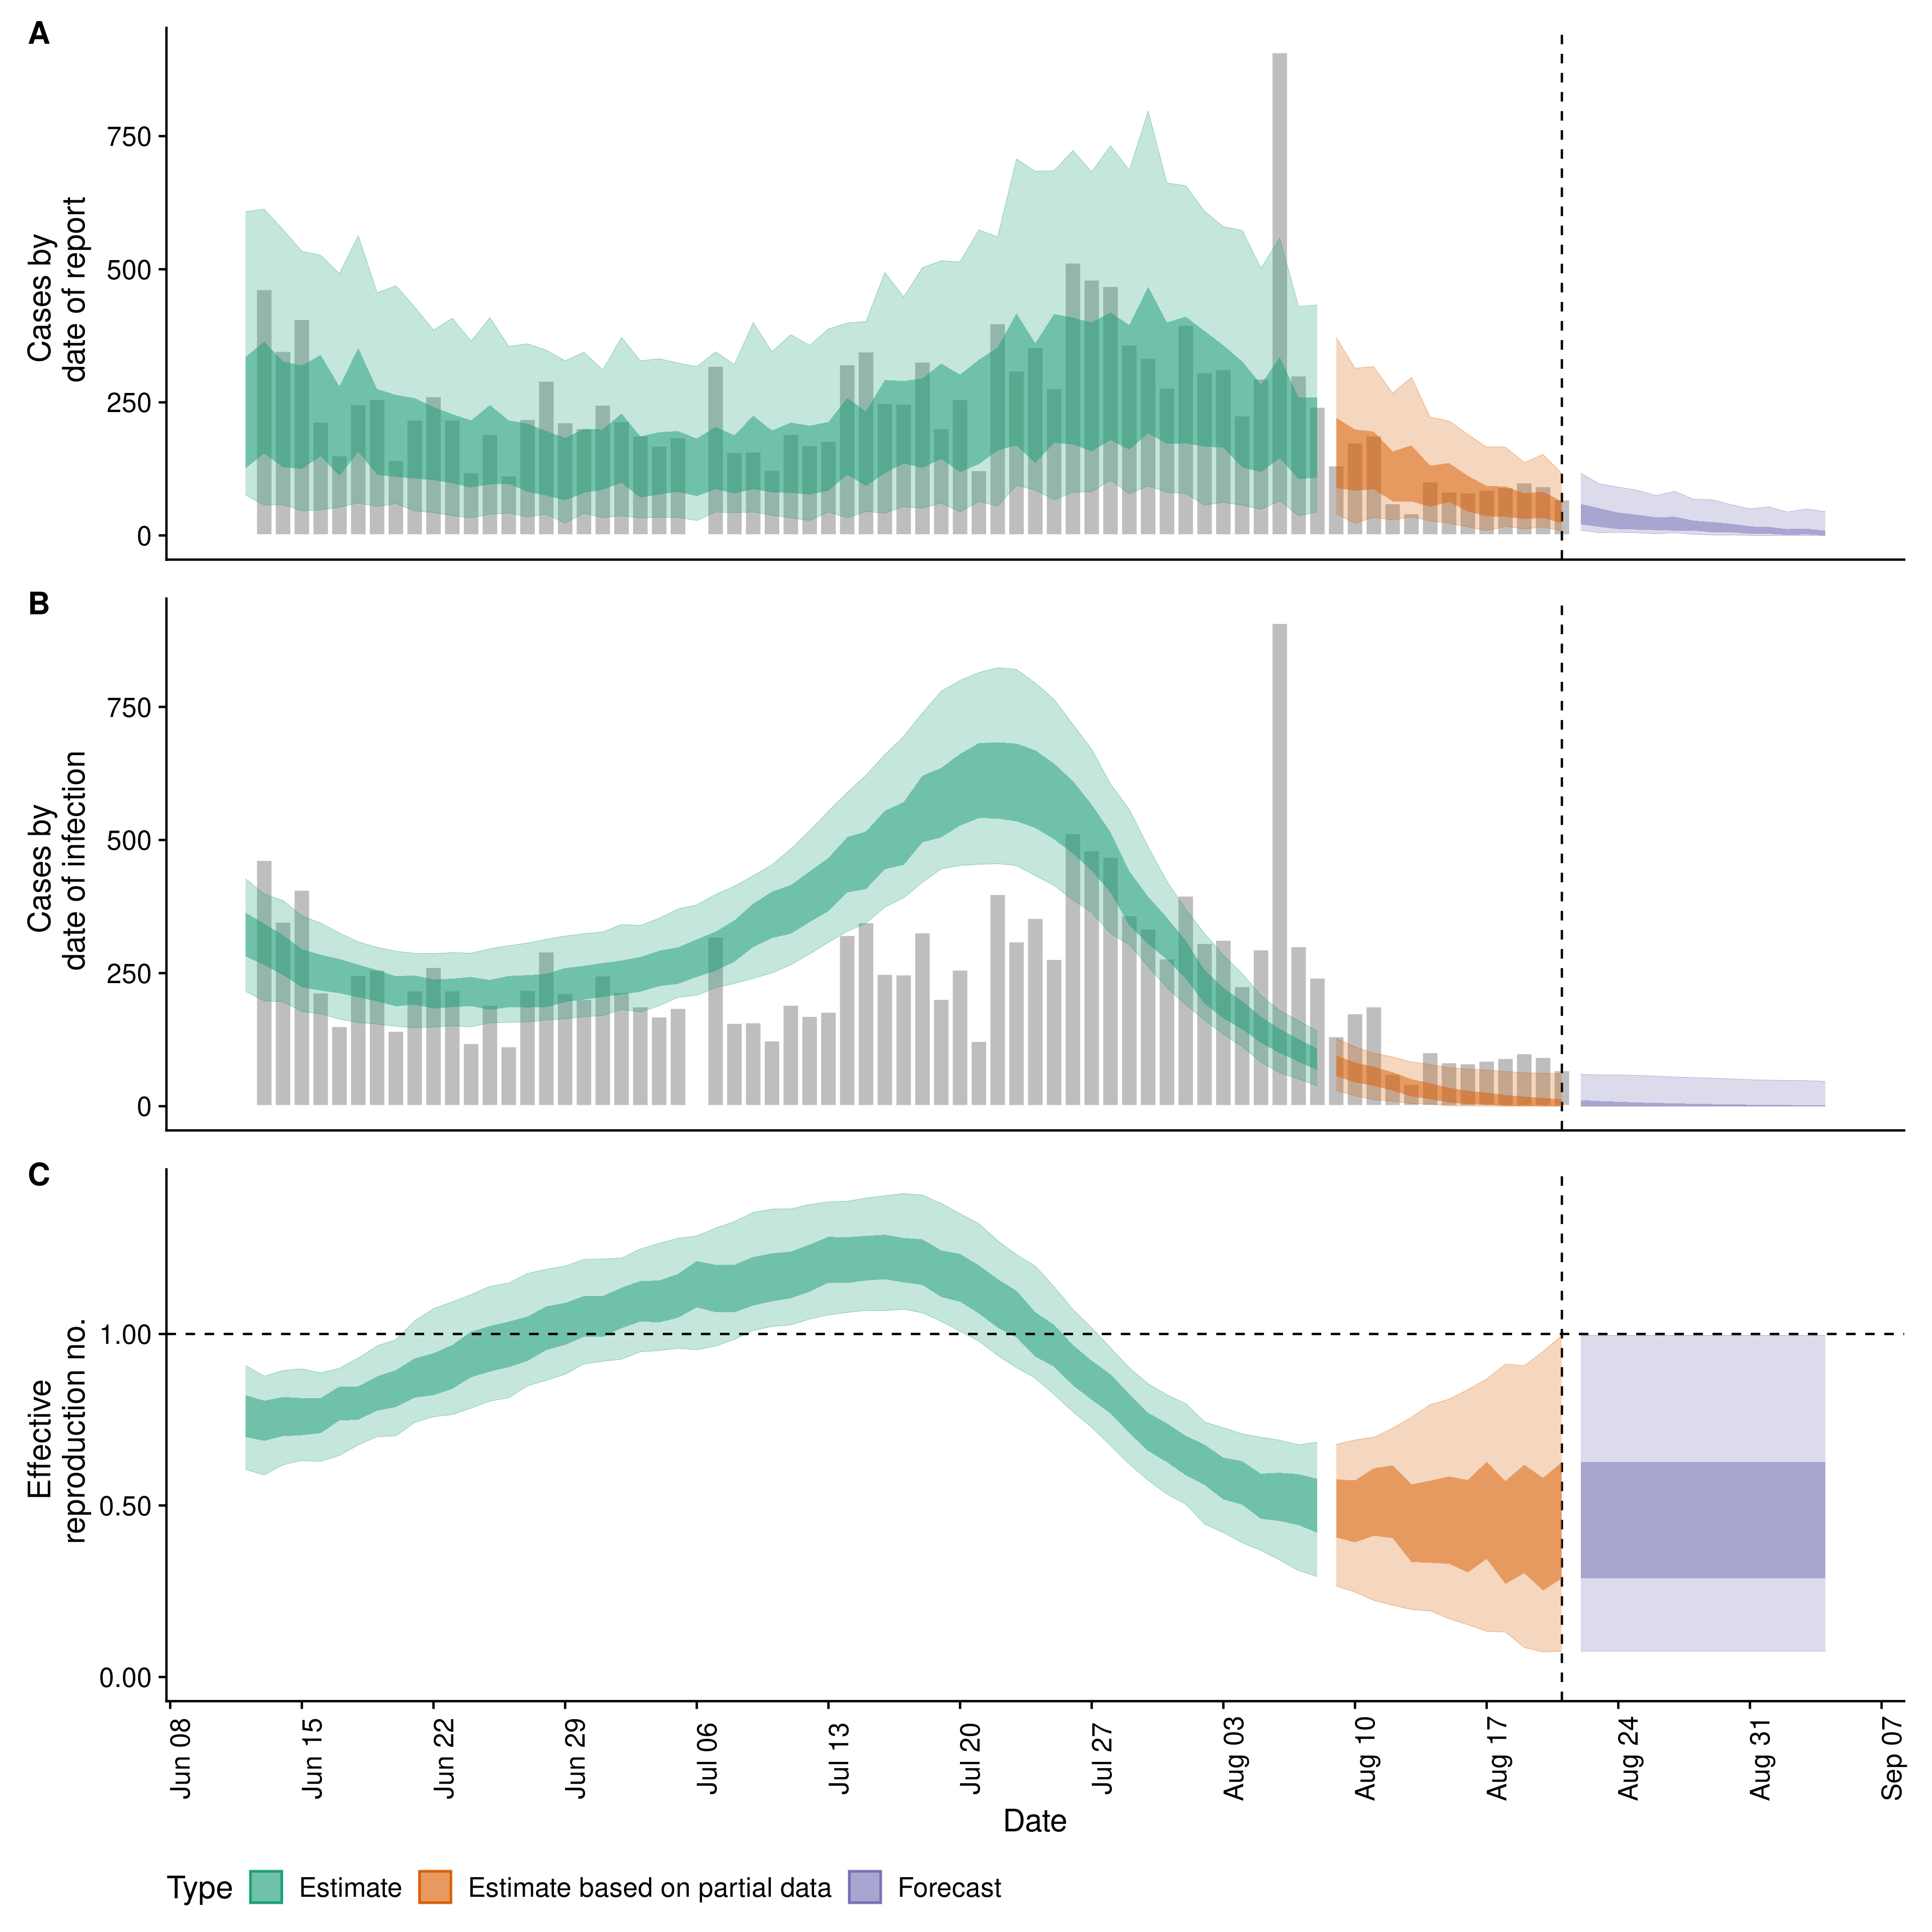 A
Cases by
date of report
750
500
250
0
B
Cases by
date of infection
750
500
250
0
C
Effective
reproduction no.
1.00
0.50
0.00
Jun 08
Jun 15
Jun 22
Jun 29
Jul 06
Jul 13
Jul 20
Jul 27
Aug 03
Aug 10
Aug 17
Aug 24
Aug 31
Sep 07
Date
Type Estimate Estimate based on partial data Forecast